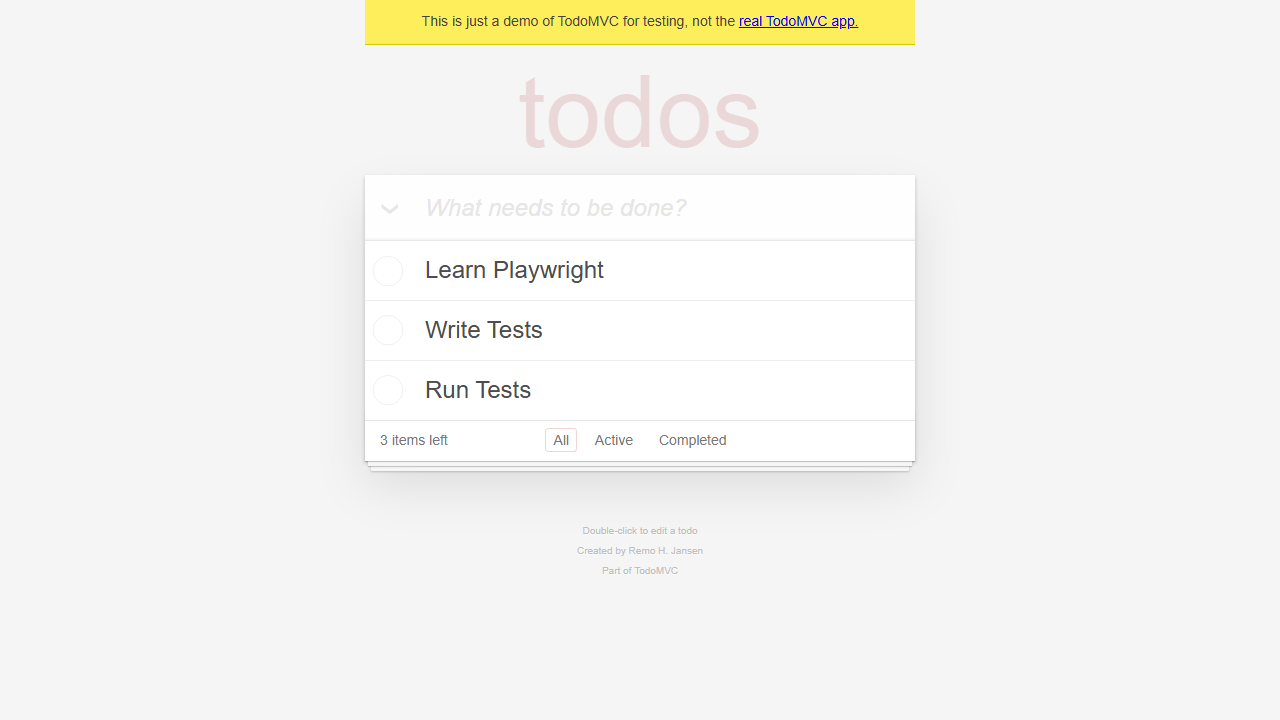 This is just a demo of TodoMVC for testing, not the real TodoMVC app.
todos
What needs to be done?
Learn Playwright
Write Tests
Run Tests
3 items left All Active Completed
Double-click to edit a todo
Created by Remo H. Jansen
Part of TodoMVC